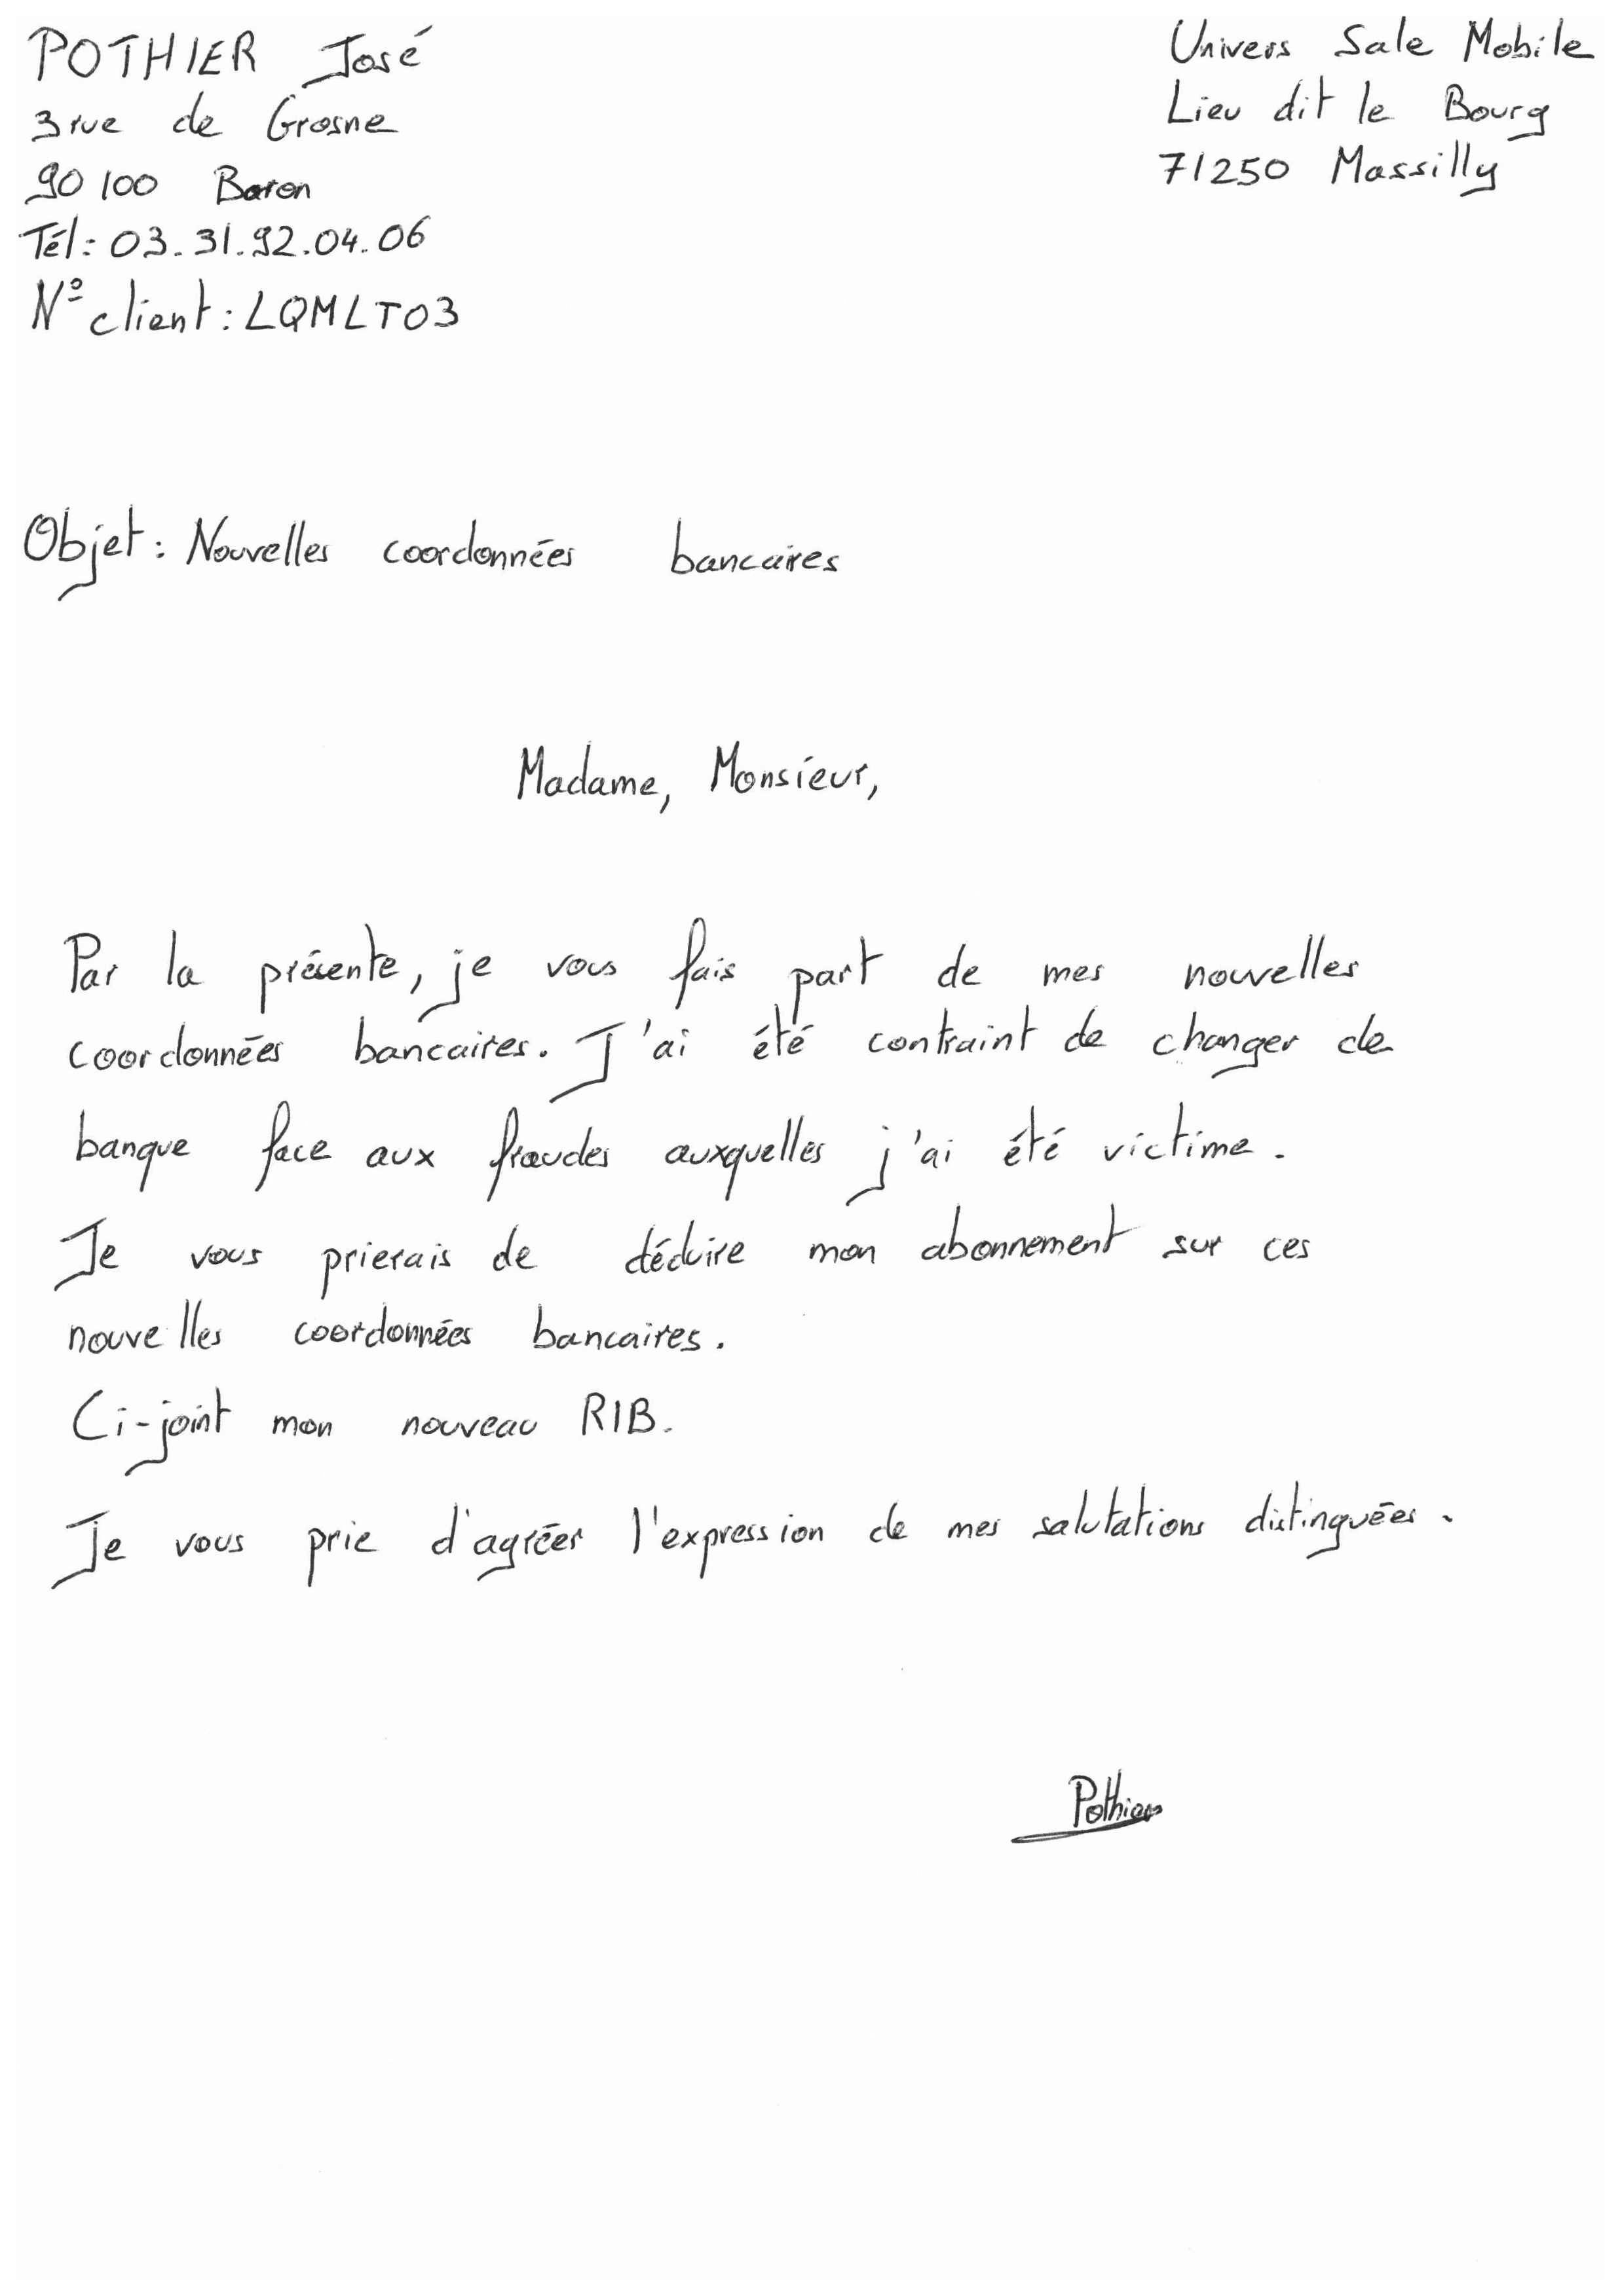 POTHIER José
3 rue de Grosne
90100 Baron
Tél : 03.31.92.04.06
N° client : LQMLT03
Univers Sale Mobile
Lieu dit le Bourg
71250 Massilly
Objet : Nouvelles coordonnées bancaires
Madame, Monsieur,
Par la présente, je vous fais part de mes nouvelles
coordonnées bancaires. J'ai été contraint de changer de
banque face aux fraudes auxquelles j'ai été victime.
Je vous prierais de déduire mon abonnement sur ces
nouvelles coordonnées bancaires.
Ci-joint mon nouveau RIB.
Je vous prie d'agréer l'expression de mes salutations distinguées.
Pothier